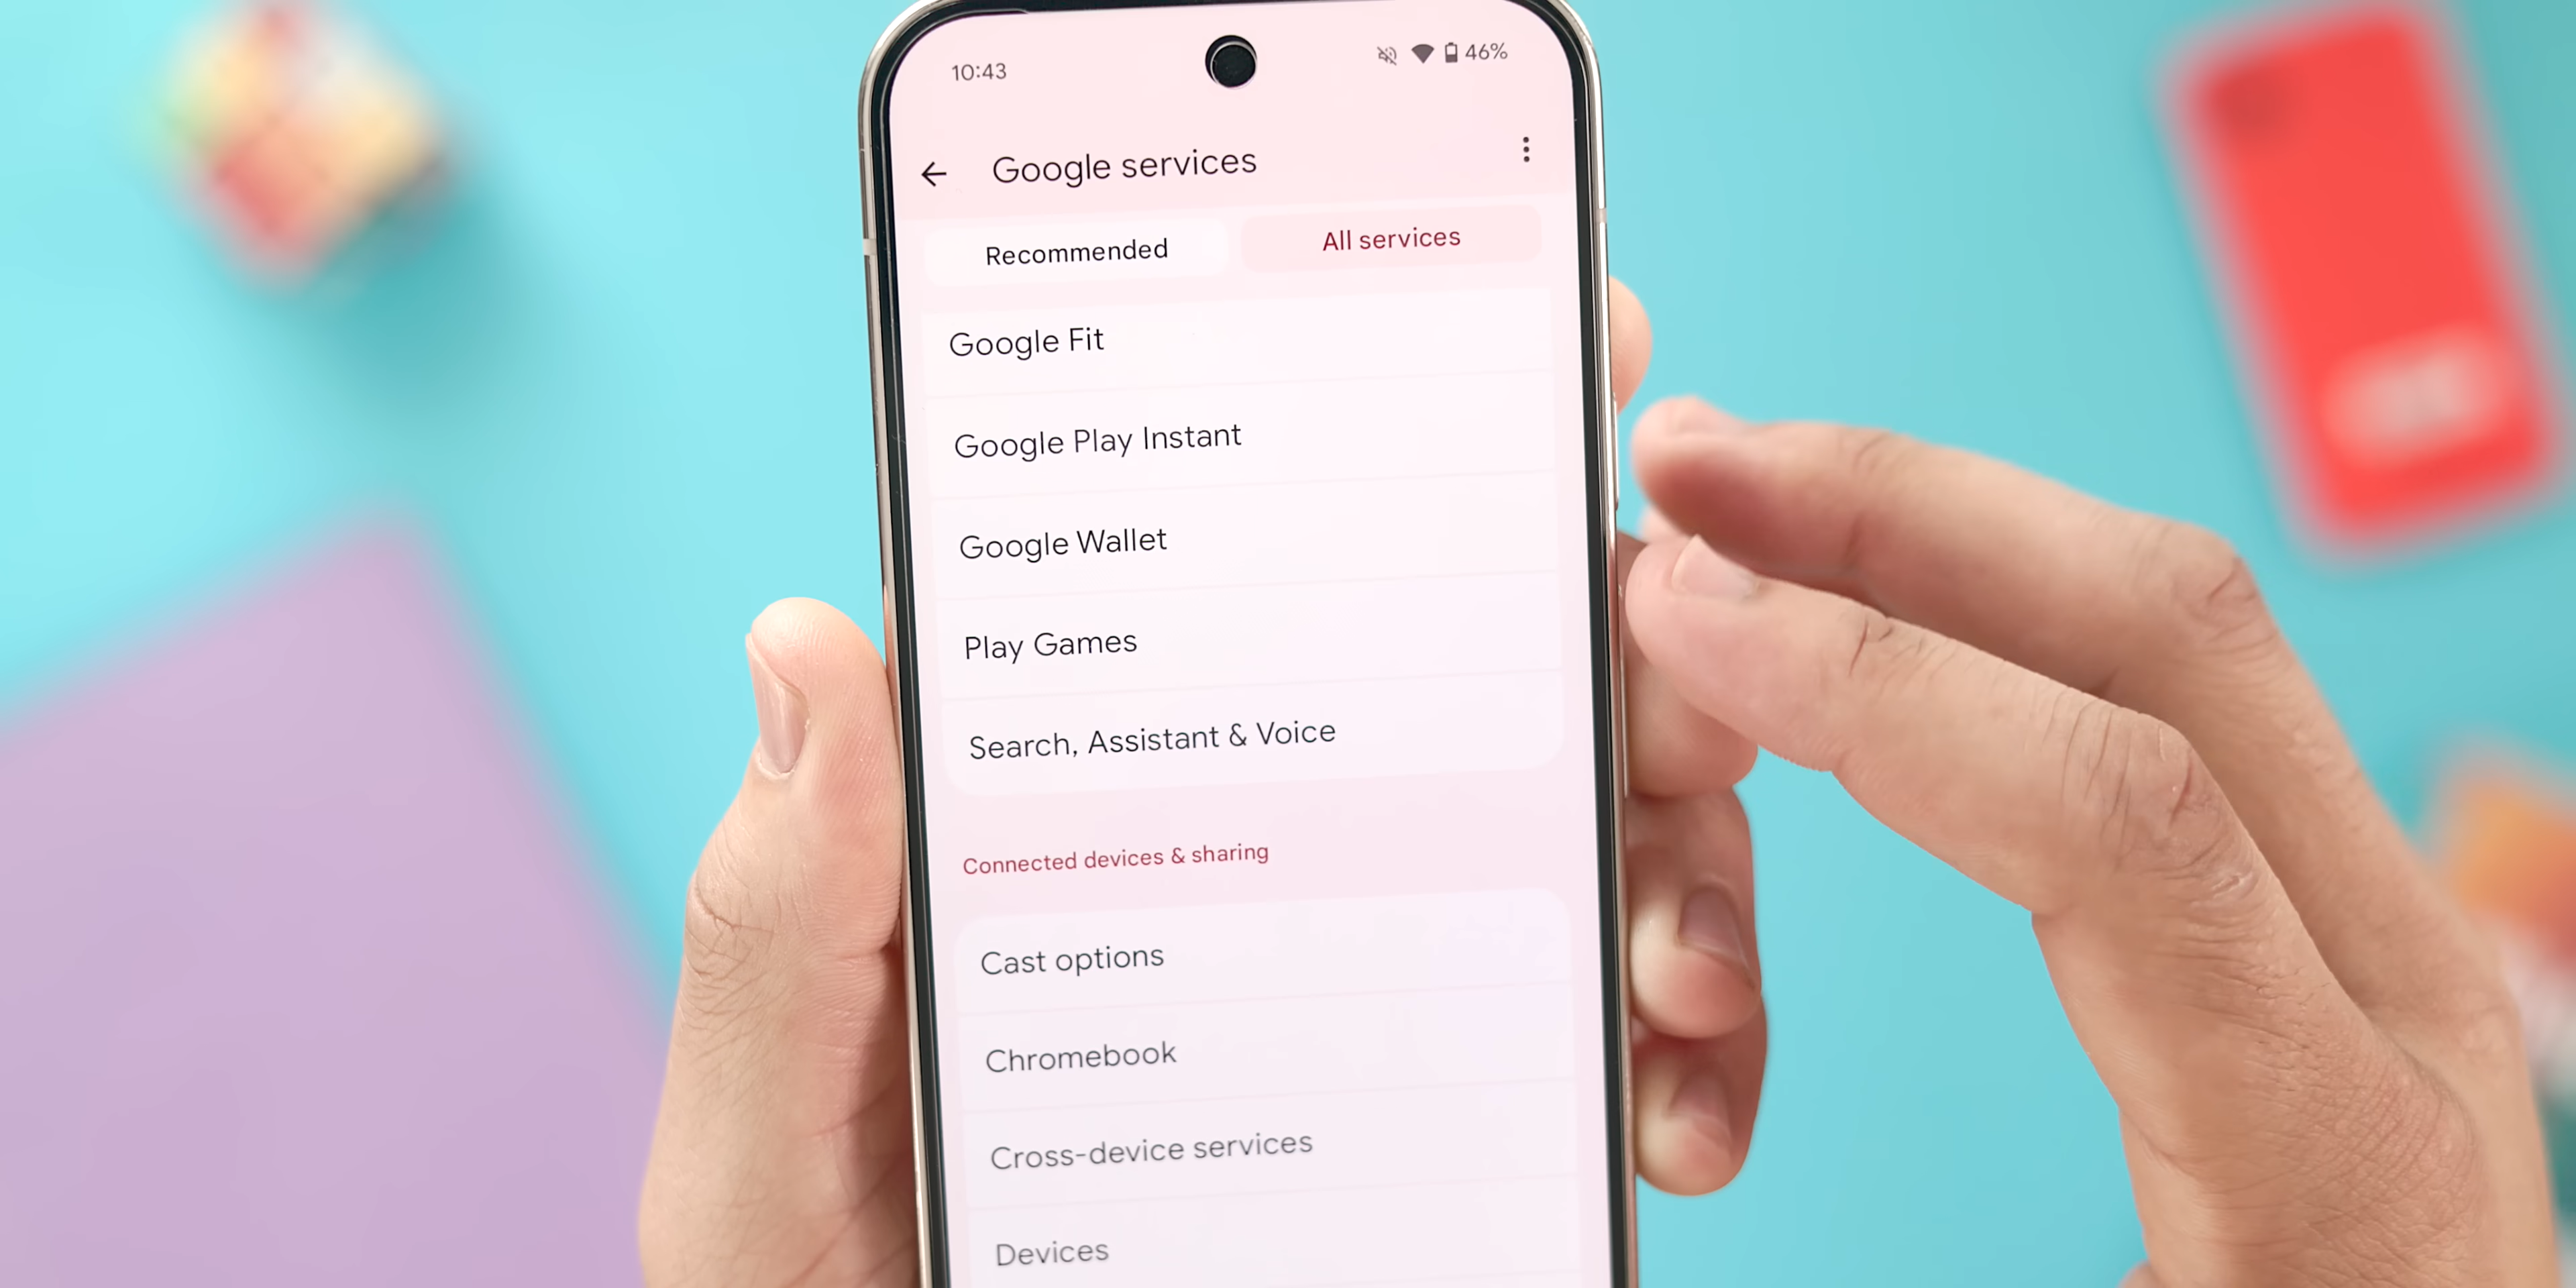 10:43
46%
Google services
Recommended
All services
Google Fit
Google Play Instant
Google Wallet
Play Games
Search, Assistant & Voice
Connected devices & sharing
Cast options
Chromebook
Cross-device services
Devices